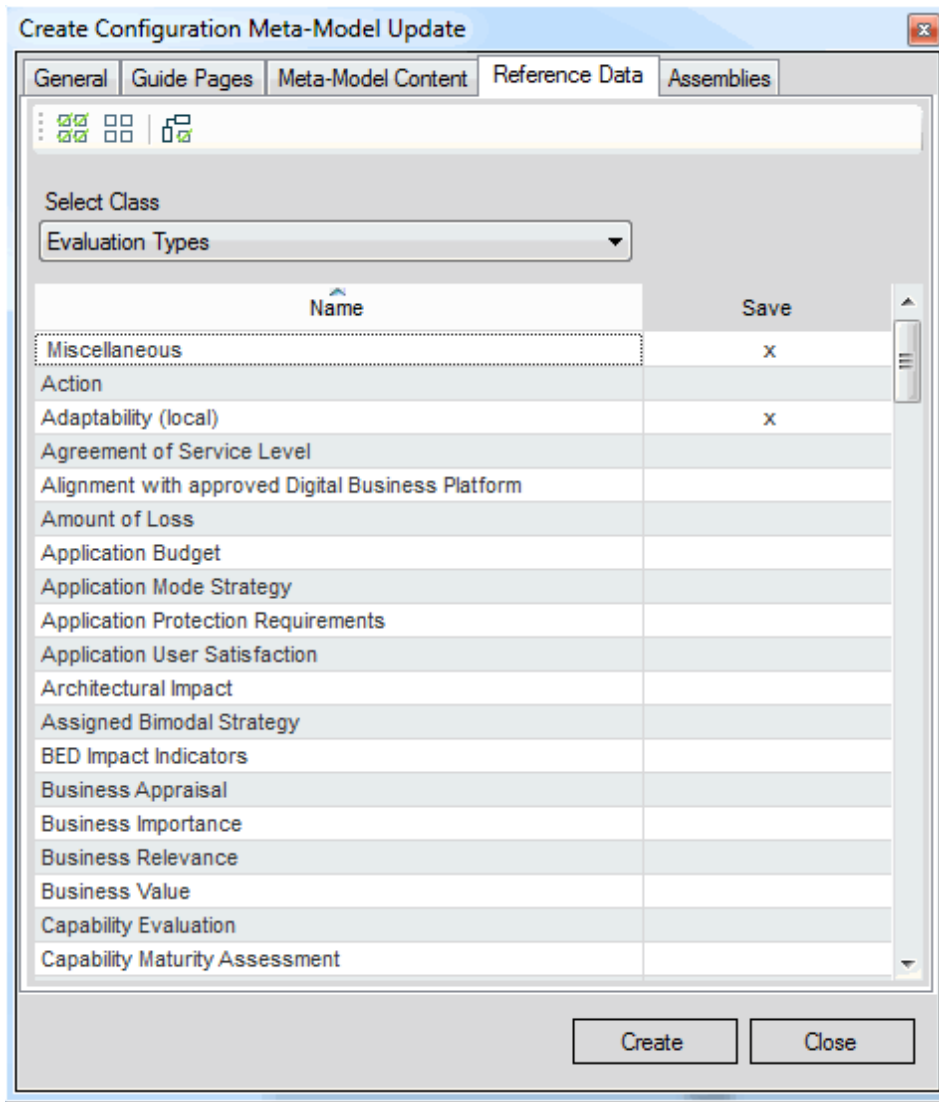 Create Configuration Meta-Model Update
General Guide Pages Meta-Model Content Reference Data Assemblies
Select Class
Evaluation Types
Name Save
Miscellaneous x
Action
Adaptability (local) x
Agreement of Service Level
Alignment with approved Digital Business Platform
Amount of Loss
Application Budget
Application Mode Strategy
Application Protection Requirements
Application User Satisfaction
Architectural Impact
Assigned Bimodal Strategy
BED Impact Indicators
Business Appraisal
Business Importance
Business Relevance
Business Value
Capability Evaluation
Capability Maturity Assessment
Create Close